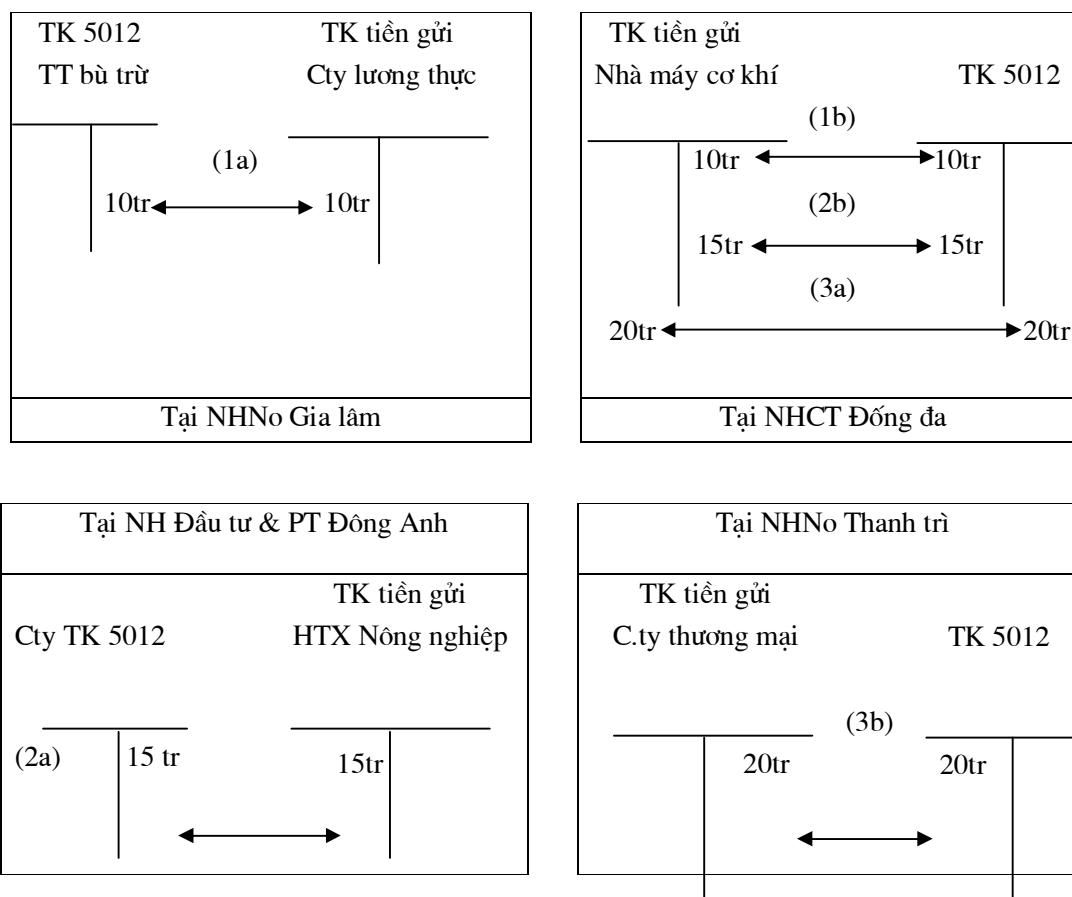 TK 5012 TK tiền gửi
TT bù trừ Cty lương thực
(1a)
10tr 10tr
Tại NHNo Gia lâm
TK tiền gửi
Nhà máy cơ khí TK 5012
(1b)
10tr 10tr
(2b)
15tr 15tr
(3a)
20tr 20tr
Tại NHCT Đống đa
Tại NH Đầu tư & PT Đông Anh
TK tiền gửi
Cty TK 5012 HTX Nông nghiệp
(2a) 15 tr 15tr
Tại NHNo Thanh trì
TK tiền gửi
C.ty thương mại TK 5012
(3b)
20tr 20tr